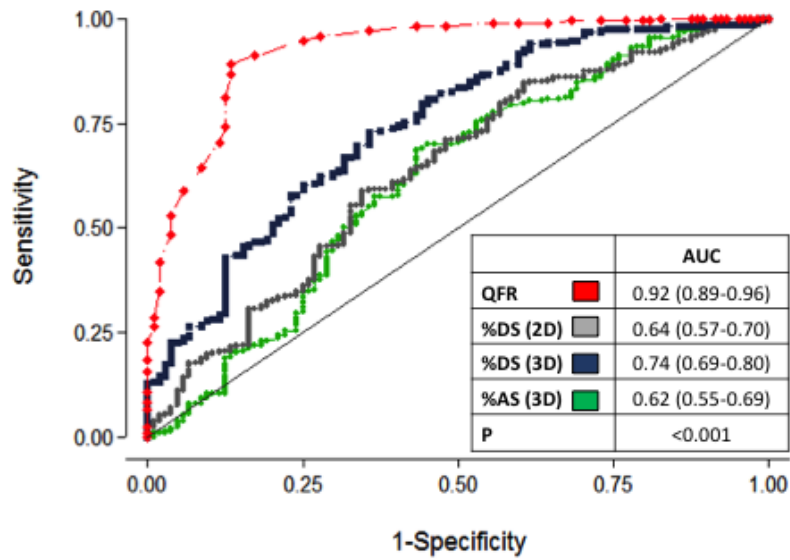 1.00
0.75
0.50
0.25
0.00
Sensitivity
AUC
QFR 0.92 (0.89-0.96)
%DS (2D) 0.64 (0.57-0.70)
%DS (3D) 0.74 (0.69-0.80)
%AS (3D) 0.62 (0.55-0.69)
P <0.001
0.00 0.25 0.50 0.75 1.00
1-Specificity